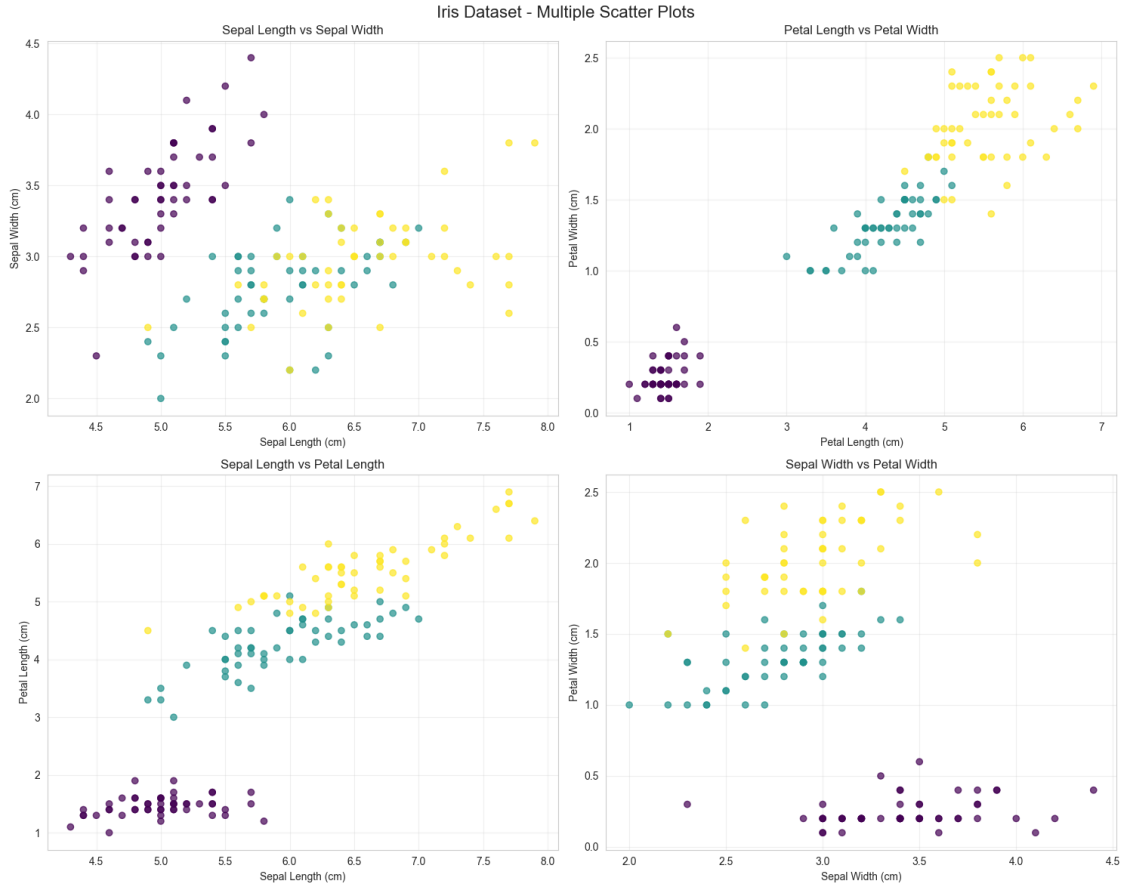 Iris Dataset - Multiple Scatter Plots
Sepal Length vs Sepal Width
Sepal Width (cm)
4.5
4.0
3.5
3.0
2.5
2.0
4.5 5.0 5.5 6.0 6.5 7.0 7.5 8.0
Sepal Length (cm)
Petal Length vs Petal Width
Petal Width (cm)
2.5
2.0
1.5
1.0
0.5
0.0
1 2 3 4 5 6 7
Petal Length (cm)
Sepal Length vs Petal Length
Petal Length (cm)
7
6
5
4
3
2
1
4.5 5.0 5.5 6.0 6.5 7.0 7.5 8.0
Sepal Length (cm)
Sepal Width vs Petal Width
Petal Width (cm)
2.5
2.0
1.5
1.0
0.5
0.0
2.0 2.5 3.0 3.5 4.0 4.5
Sepal Width (cm)